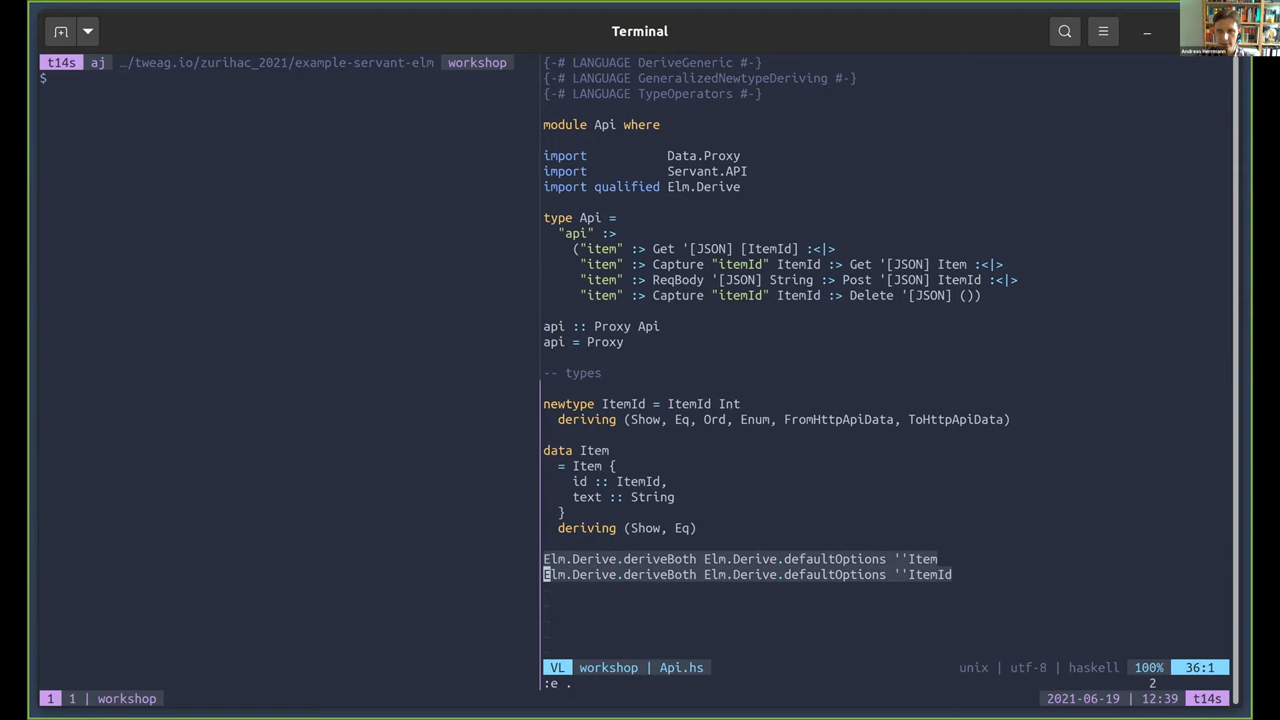 Terminal
Andreas Herrmann
t14s aj …/tweag.io/zurihac_2021/example-servant-elm workshop
$
{-# LANGUAGE DeriveGeneric #-}
{-# LANGUAGE GeneralizedNewtypeDeriving #-}
{-# LANGUAGE TypeOperators #-}
module Api where
import Data.Proxy
import Servant.API
import qualified Elm.Derive
type Api =
"api" :>
("item" :> Get '[JSON] [ItemId] :<|>
"item" :> Capture "itemId" ItemId :> Get '[JSON] Item :<|>
"item" :> ReqBody '[JSON] String :> Post '[JSON] ItemId :<|>
"item" :> Capture "itemId" ItemId :> Delete '[JSON] ())
api :: Proxy Api
api = Proxy
-- types
newtype ItemId = ItemId Int
deriving (Show, Eq, Ord, Enum, FromHttpApiData, ToHttpApiData)
data Item
= Item {
id :: ItemId,
text :: String
}
deriving (Show, Eq)
Elm.Derive.deriveBoth Elm.Derive.defaultOptions ''Item
Elm.Derive.deriveBoth Elm.Derive.defaultOptions ''ItemId
~
~
~
~
~
VL workshop | Api.hs unix | utf-8 | haskell 100% 36:1
:e . 2
1 1 | workshop 2021-06-19 | 12:39 t14s